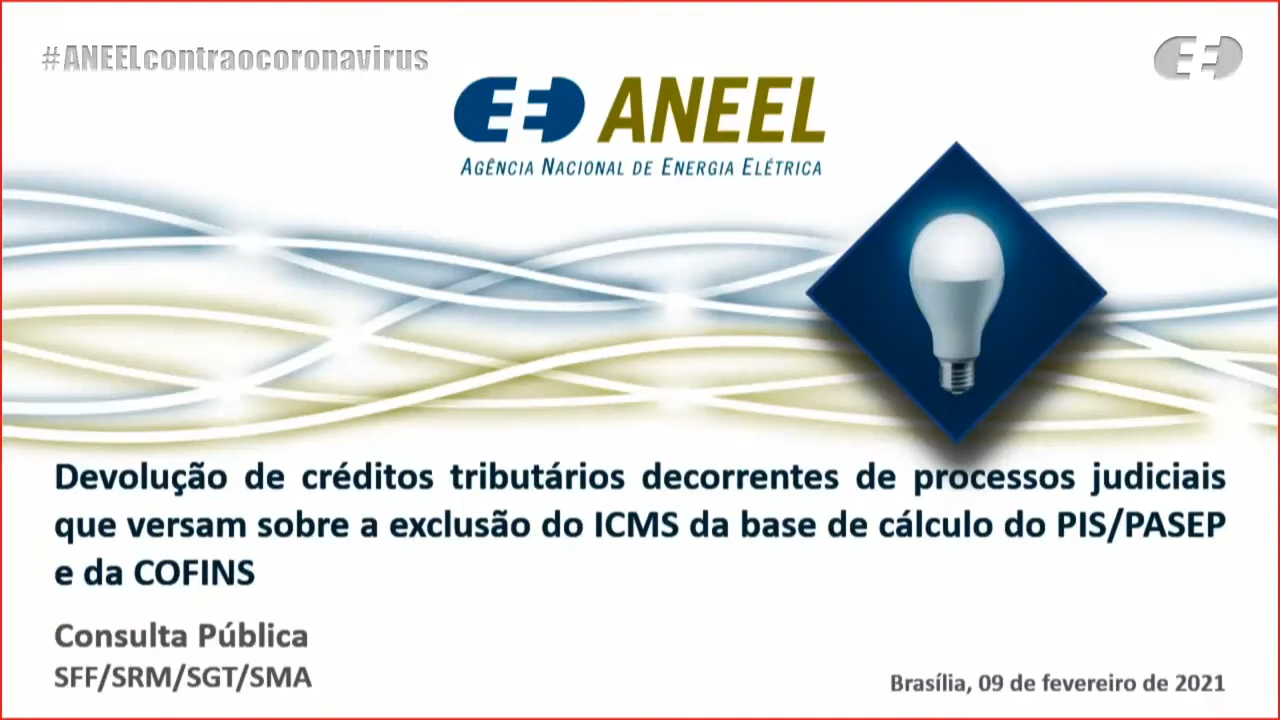 #ANEELcontraocoronavirus
ANEEL
AGÊNCIA NACIONAL DE ENERGIA ELÉTRICA
Devolução de créditos tributários decorrentes de processos judiciais
que versam sobre a exclusão do ICMS da base de cálculo do PIS/PASEP
e da COFINS
Consulta Pública
SFF/SRM/SGT/SMA
Brasília, 09 de fevereiro de 2021